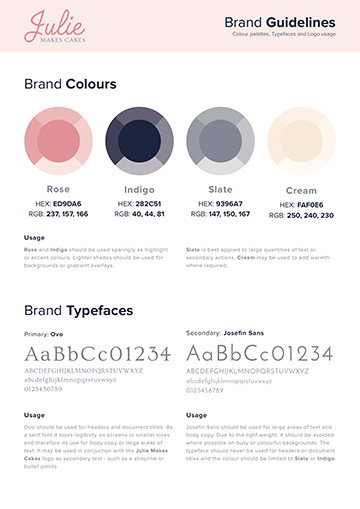 Julie
MAKES CAKES
Brand Guidelines
Colour palettes, Typefaces and Logo usage
Brand Colours
Rose
HEX: ED9DA6
RGB: 237, 157, 166
Indigo
HEX: 282C51
RGB: 40, 44, 81
Slate
HEX: 9396A7
RGB: 147, 150, 167
Cream
HEX: FAF0E6
RGB: 250, 240, 230
Usage
Rose and Indigo should be used sparingly as highlight
or accent colours. Lighter shades should be used for
backgrounds or gradient overlays.
Slate is best applied to large quantities of text or
secondary actions. Cream may be used to add warmth
where required.
Brand Typefaces
Primary: Ovo
AaBbCc01234
ABCDEFGHIJKLMNOPQRSTUVWXYZ
abcdefghijklmnopqrstuvwxyz
0123456789
Usage
Ovo should be used for headers and document titles. As
a serif font it loses legibility on screens in smaller sizes
and therefore its use for body copy or large areas of
text. It may be used in conjuction with the Julie Makes
Cakes logo as secondary text - such as a strapline or
bullet points.
Secondary: Josefin Sans
AaBbCc01234
ABCDEFGHIJKLMNOPQRSTUVWXYZ
abcdefghijklmnopqrstuvwxyz
0123456789
Usage
Josefin Sans should be used for large areas of text and
body copy. Due to the light weight, it should be avoided
where possible on busy or colourful backgrounds. The
typeface should never be used for headers or document
titles and the colour should be limited to Slate or Indigo.